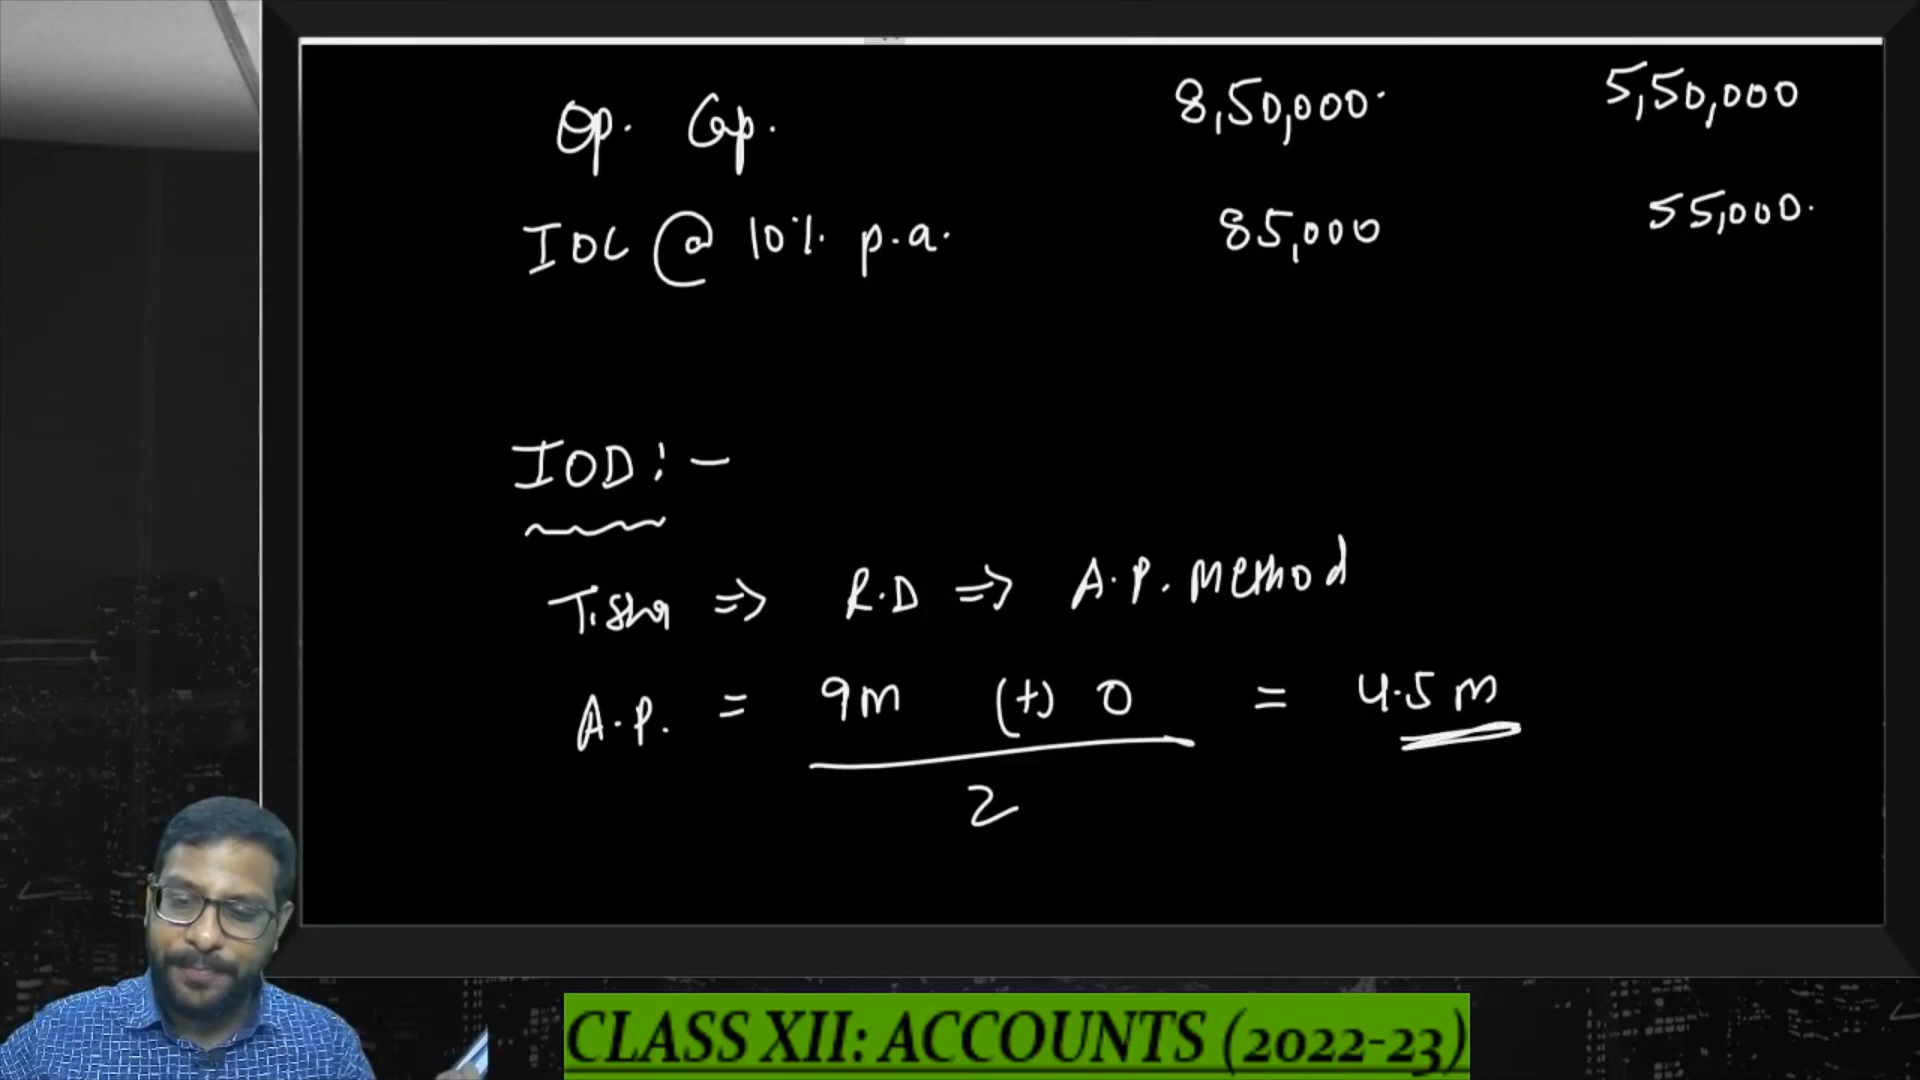 Op. Cap. 8,50,000. 5,50,000
IOC @ 10% p.a. 85,000 55,000.
IOD :-
Tisha => R.D => A.P. Method
A.P. = 9m (+) 0 = 4.5 m
2
CLASS XII: ACCOUNTS (2022-23)